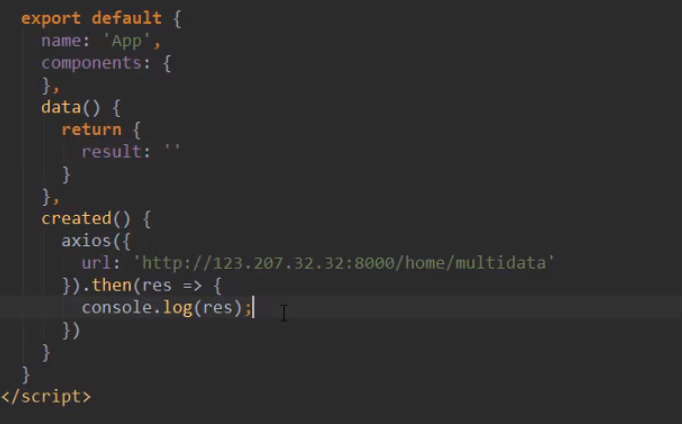 export default {
name: 'App',
components: {
},
data() {
return {
result: ''
}
},
created() {
axios({
url: 'http://123.207.32.32:8000/home/multidata'
}).then(res => {
console.log(res);
})
}
}
</script>